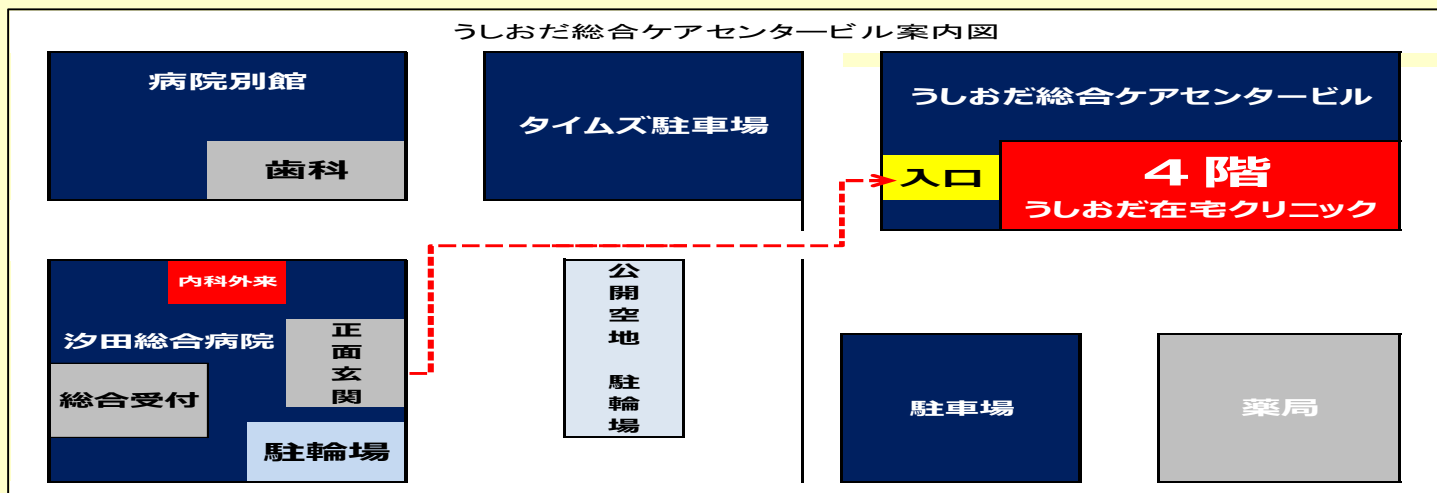 うしおだ総合ケアセンタービル案内図
病院別館
歯科
タイムズ駐車場
うしおだ総合ケアセンタービル
入口
4階
うしおだ在宅クリニック
内科外来
汐田総合病院
正面玄関
総合受付
駐輪場
公開空地 駐輪場
駐車場
薬局